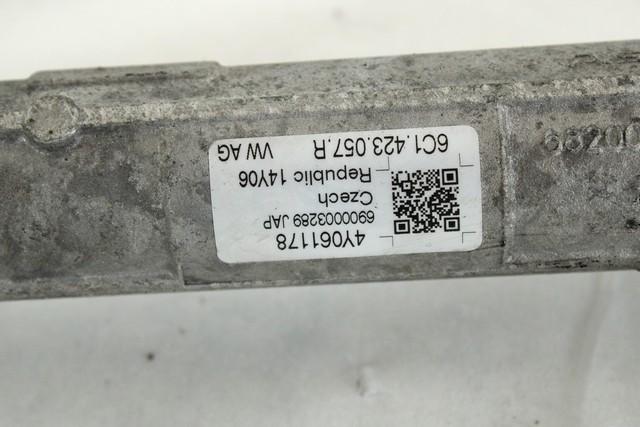 4Y061178
6900003289 JAP
Czech
Republic 14Y06
6C1.423.057.R VW AG